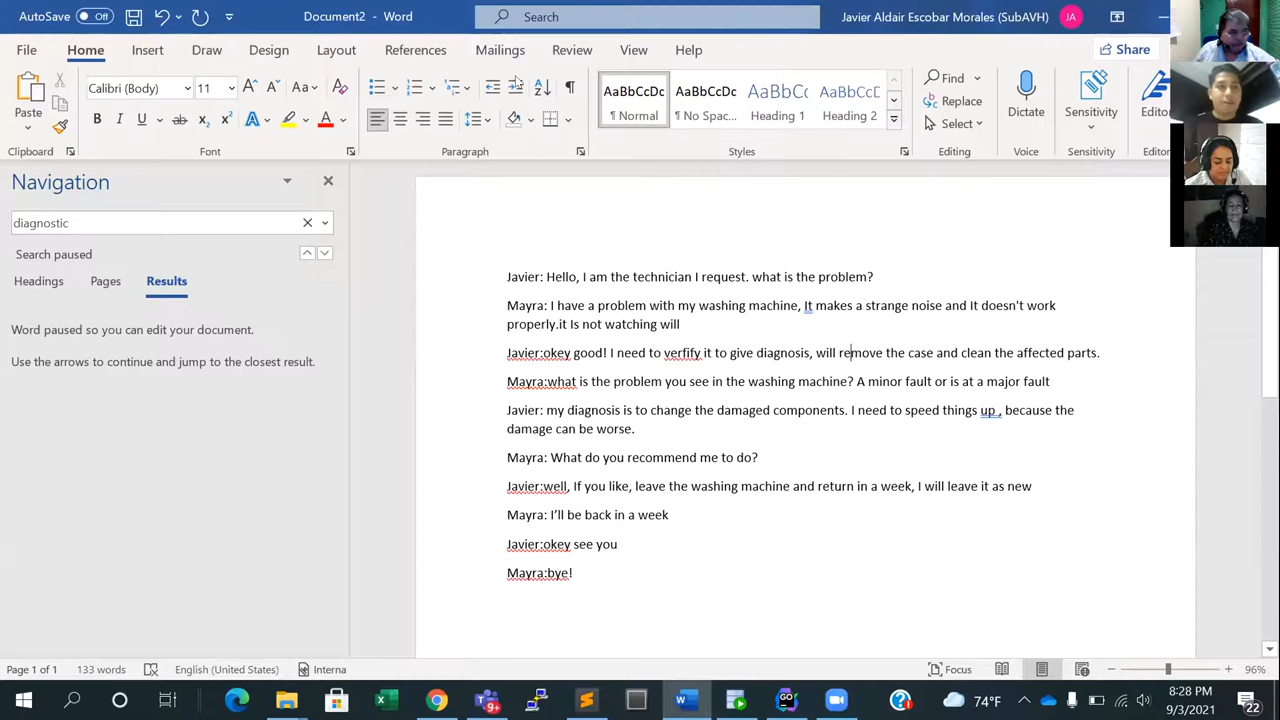 AutoSave Off Document2 - Word Search Javier Aldair Escobar Morales (SubAVH) JA
File Home Insert Draw Design Layout References Mailings Review View Help Share
Paste Calibri (Body) 11 A A Aa A AaBbCcDc AaBbCcDc AaBbCc AaBbCcD Find Dictate Sensitivity Editor
B I U ab x₂ x² A A ¶ Normal ¶ No Spac... Heading 1 Heading 2 Replace
Select
Clipboard Font Paragraph Styles Editing Voice Sensitivity Editor
Navigation
diagnostic
Search paused
Headings Pages Results
Word paused so you can edit your document.
Use the arrows to continue and jump to the closest result.
Javier: Hello, I am the technician I request. what is the problem?
Mayra: I have a problem with my washing machine, It makes a strange noise and It doesn't work
properly.it Is not watching will
Javier:okey good! I need to verfify it to give diagnosis, will remove the case and clean the affected parts.
Mayra:what is the problem you see in the washing machine? A minor fault or is at a major fault
Javier: my diagnosis is to change the damaged components. I need to speed things up , because the
damage can be worse.
Mayra: What do you recommend me to do?
Javier:well, If you like, leave the washing machine and return in a week, I will leave it as new
Mayra: I’ll be back in a week
Javier:okey see you
Mayra:bye!
Page 1 of 1 133 words English (United States) Interna Focus 96%
9+ 74°F 8:28 PM
9/3/2021 22